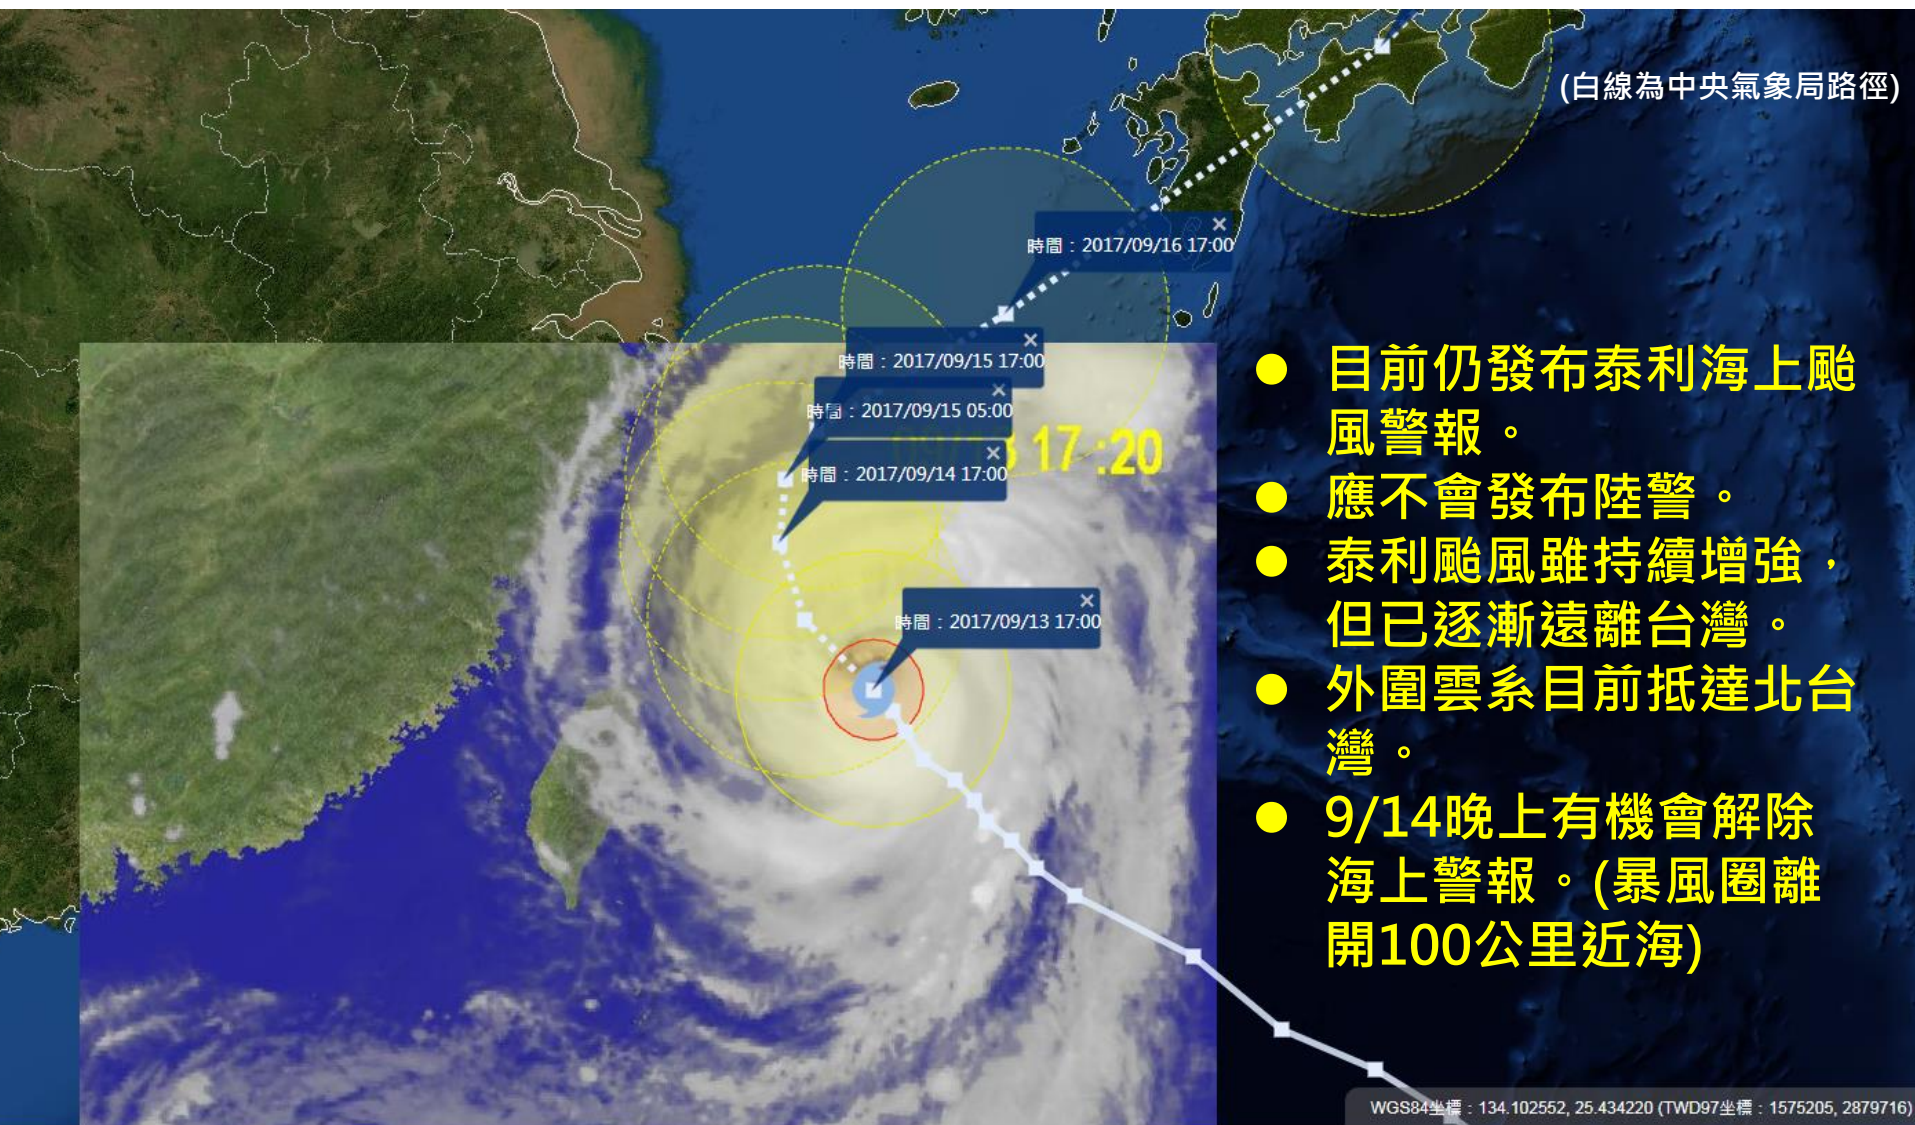 (白線為中央氣象局路徑)
×
時間：2017/09/16 17:00
×
時間：2017/09/15 17:00
×
時間：2017/09/15 05:00
17 :20
×
時間：2017/09/14 17:00
×
時間：2017/09/13 17:00
● 目前仍發布泰利海上颱
風警報。
● 應不會發布陸警。
● 泰利颱風雖持續增強，
但已逐漸遠離台灣。
● 外圍雲系目前抵達北台
灣。
● 9/14晚上有機會解除
海上警報。(暴風圈離
開100公里近海)
WGS84坐標：134.102552, 25.434220 (TWD97坐標：1575205, 2879716)